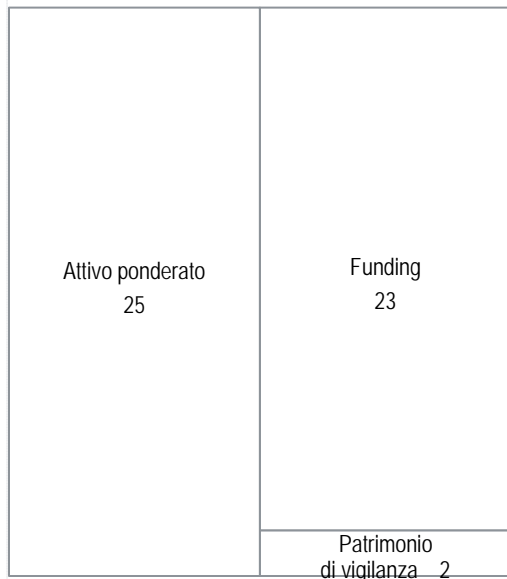 Attivo ponderato
25
Funding
23
Patrimonio
di vigilanza 2